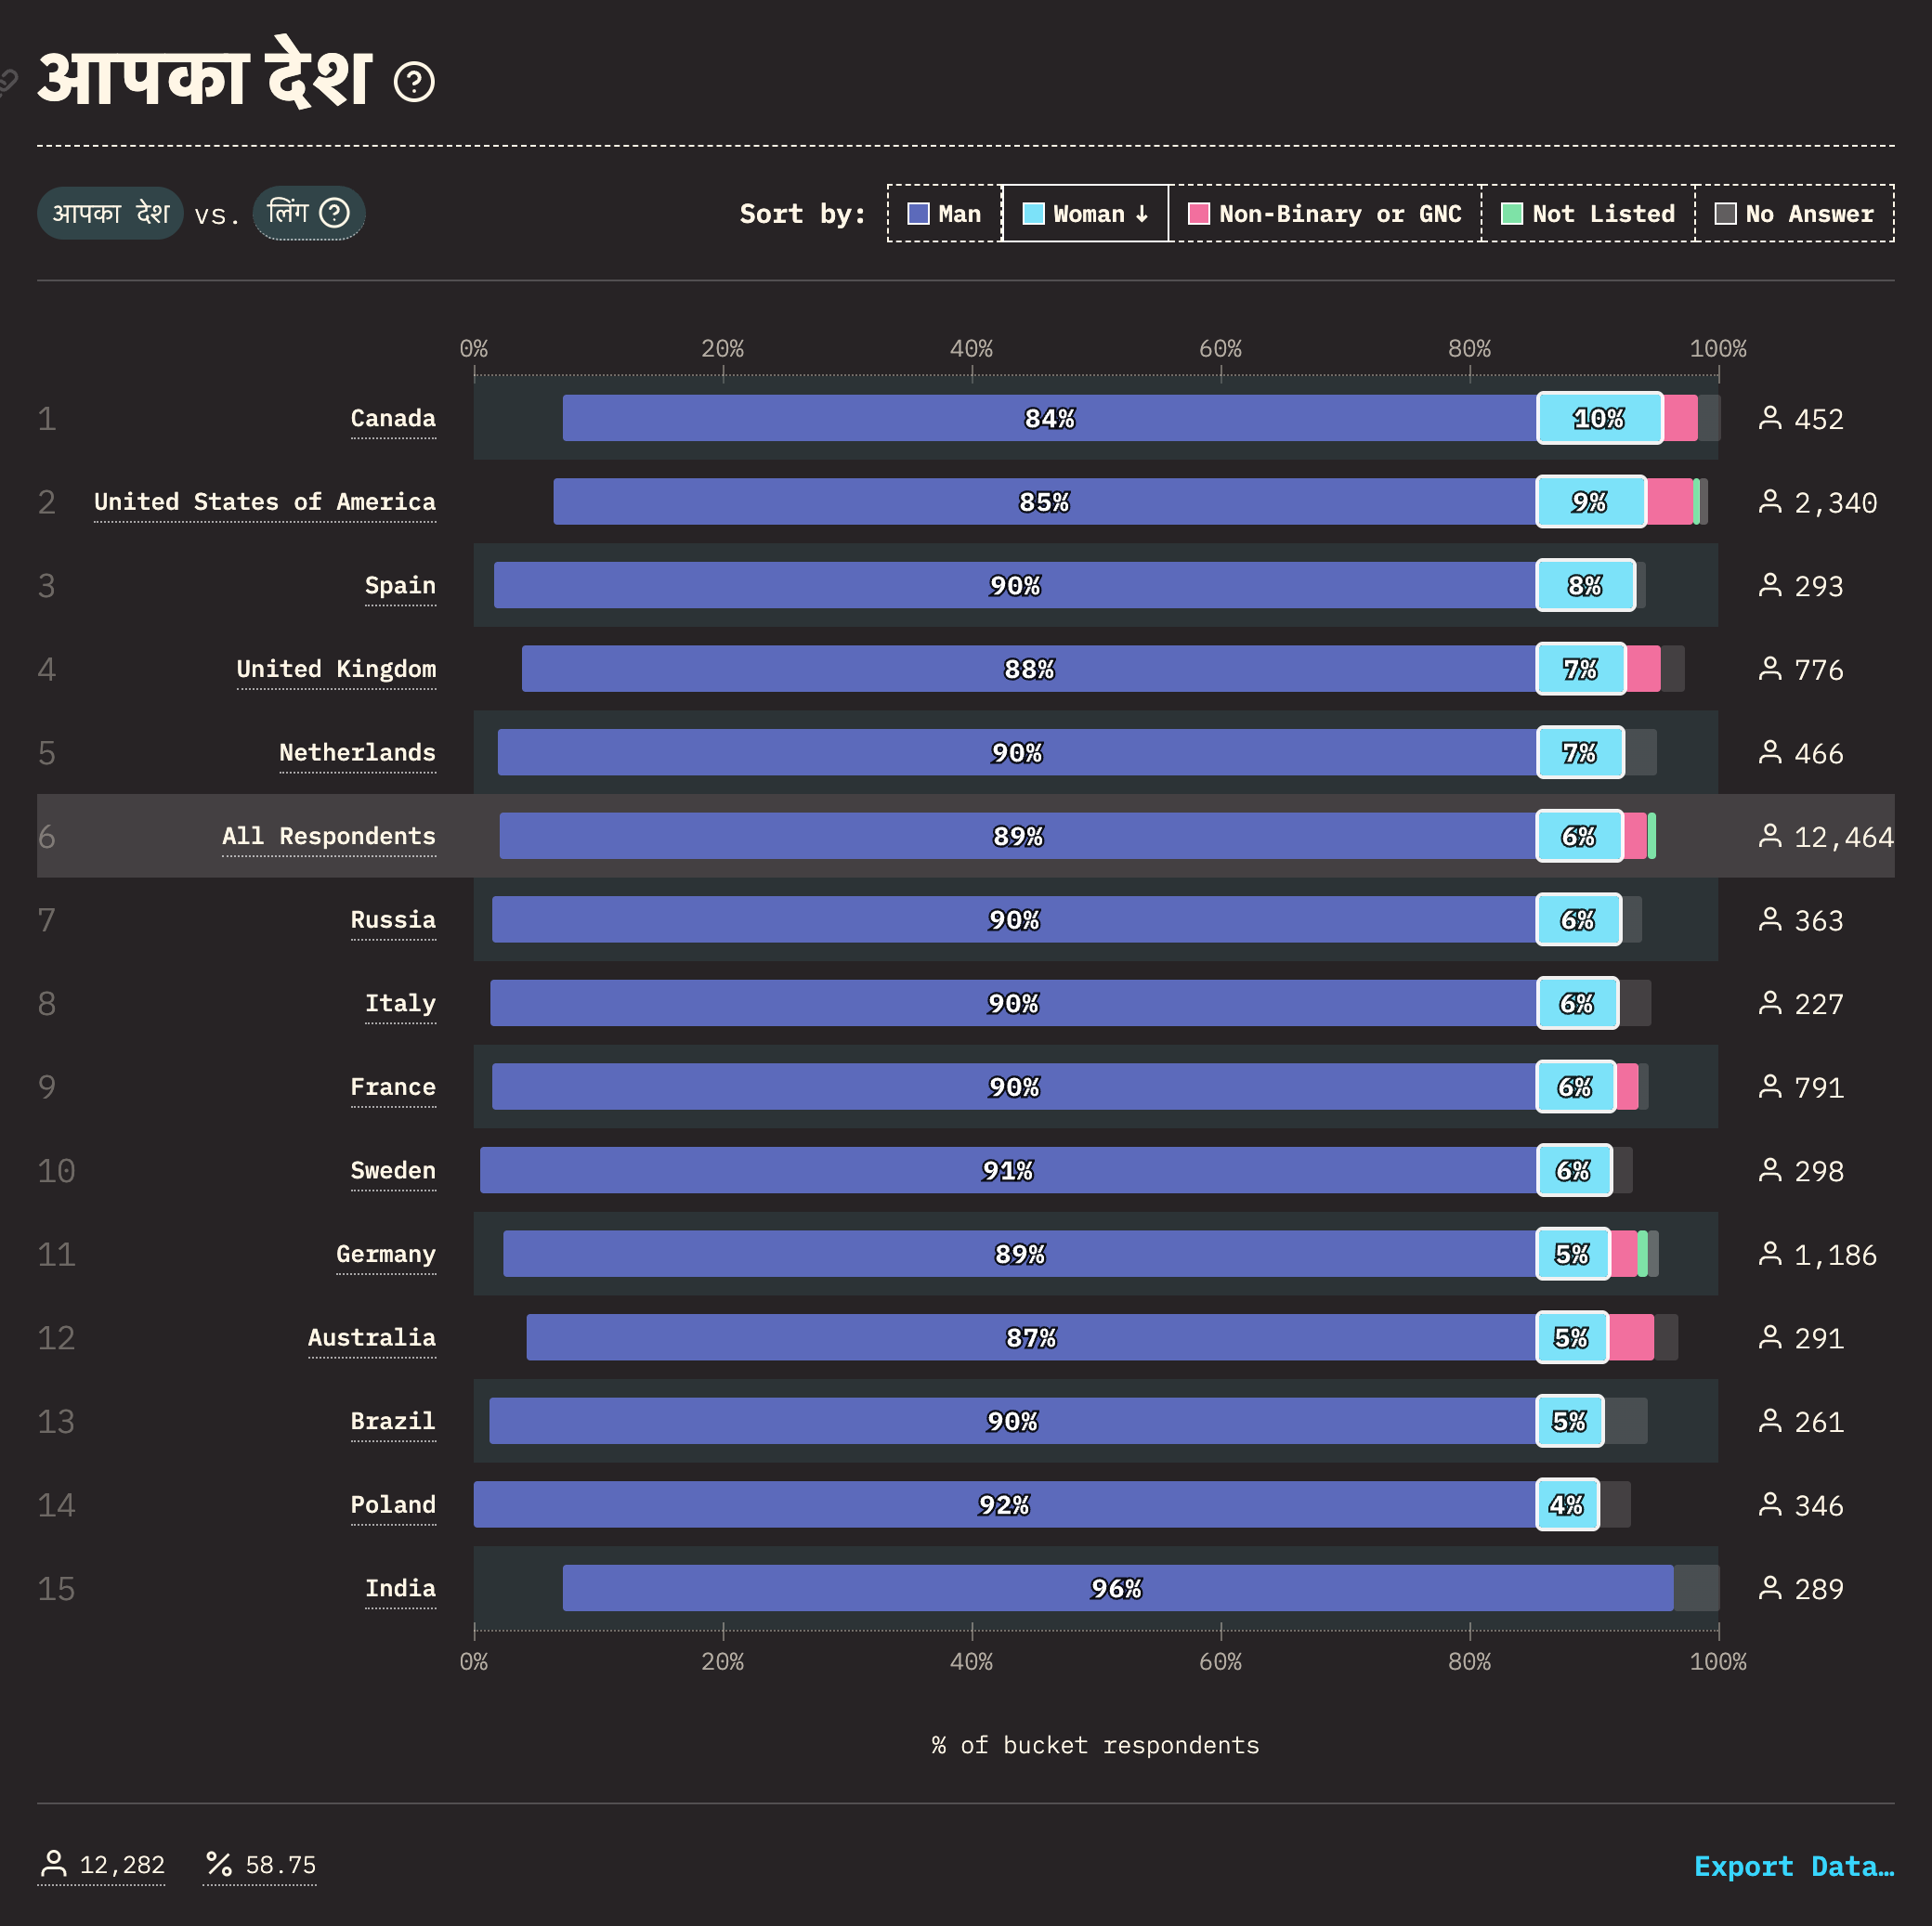 आपका देश
आपका देश vs. लिंग
Sort by: Man Woman ↓ Non-Binary or GNC Not Listed No Answer
0% 20% 40% 60% 80% 100%
1 Canada 84% 10% 452
2 United States of America 85% 9% 2,340
3 Spain 90% 8% 293
4 United Kingdom 88% 7% 776
5 Netherlands 90% 7% 466
6 All Respondents 89% 6% 12,464
7 Russia 90% 6% 363
8 Italy 90% 6% 227
9 France 90% 6% 791
10 Sweden 91% 6% 298
11 Germany 89% 5% 1,186
12 Australia 87% 5% 291
13 Brazil 90% 5% 261
14 Poland 92% 4% 346
15 India 96% 289
0% 20% 40% 60% 80% 100%
% of bucket respondents
12,282 % 58.75 Export Data…